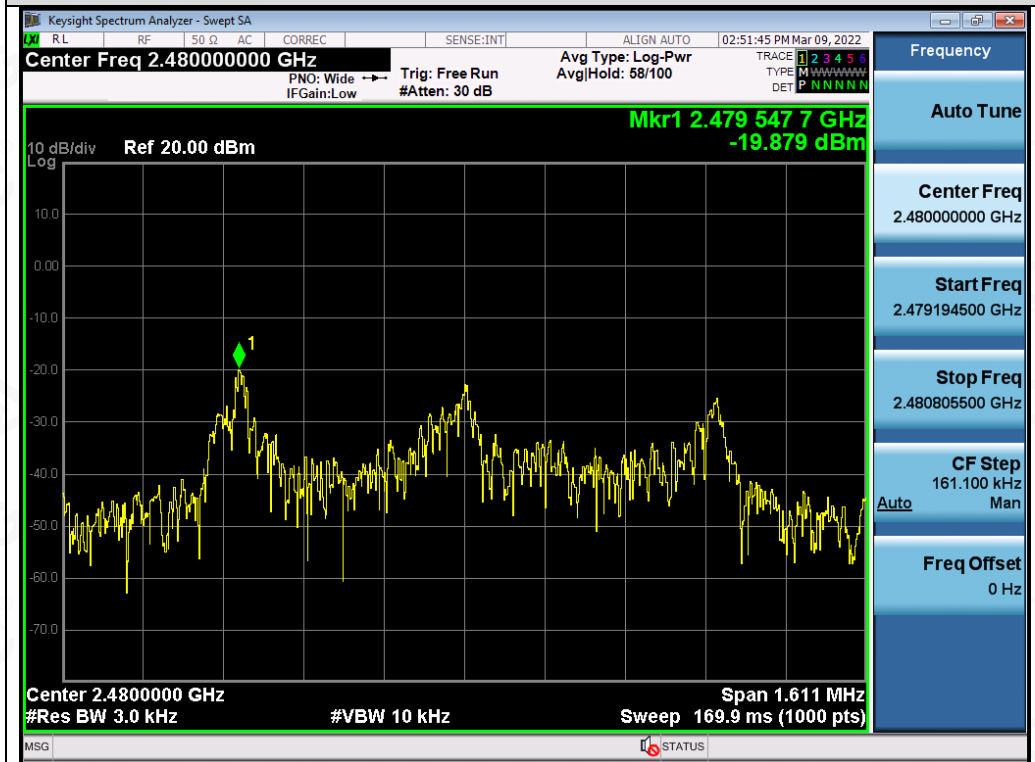 Keysight Spectrum Analyzer - Swept SA
LXI RL RF 50 Ω AC CORREC SENSE:INT ALIGN AUTO 02:51:45 PM Mar 09, 2022
Center Freq 2.480000000 GHz
PNO: Wide
IFGain:Low
Trig: Free Run
#Atten: 30 dB
Avg Type: Log-Pwr
Avg|Hold: 58/100
TRACE 1 2 3 4 5 6
TYPE M WWWWW
DET P N N N N N
Mkr1 2.479 547 7 GHz
-19.879 dBm
10 dB/div Ref 20.00 dBm
Log
10.0
0.00
-10.0
-20.0
-30.0
-40.0
-50.0
-60.0
-70.0
1
Center 2.4800000 GHz Span 1.611 MHz
#Res BW 3.0 kHz #VBW 10 kHz Sweep 169.9 ms (1000 pts)
MSG STATUS
Frequency
Auto Tune
Center Freq
2.480000000 GHz
Start Freq
2.479194500 GHz
Stop Freq
2.480805500 GHz
CF Step
161.100 kHz
Auto Man
Freq Offset
0 Hz